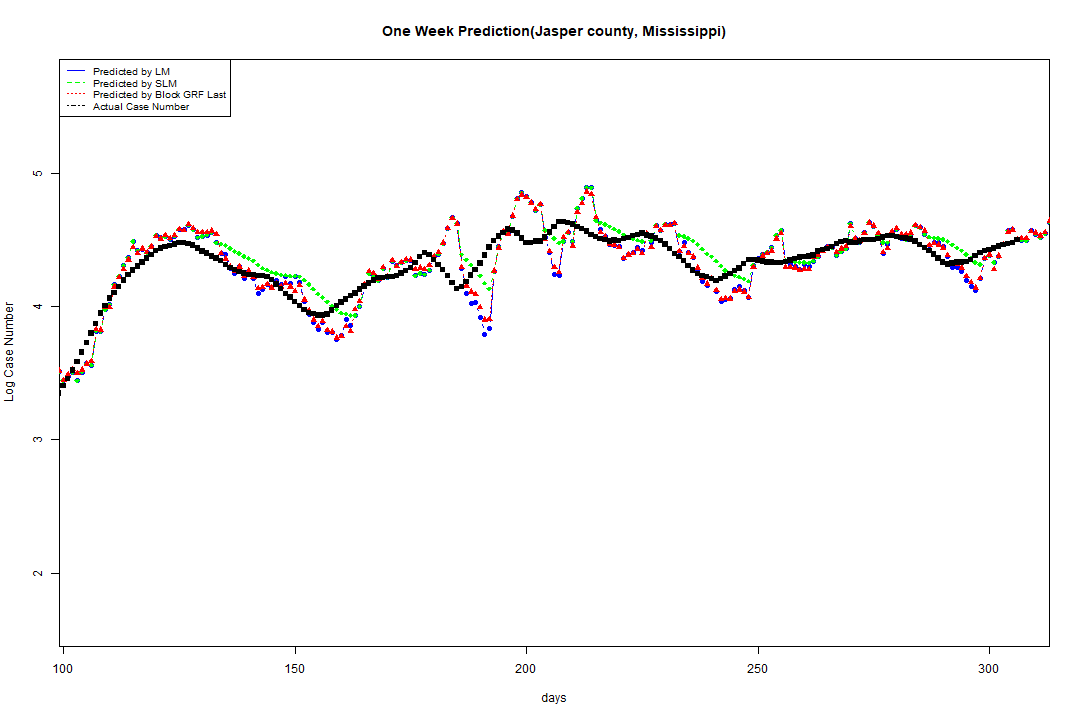 One Week Prediction(Jasper county, Mississippi)
Predicted by LM
Predicted by SLM
Predicted by Block GRF Last
Actual Case Number
5
4
3
2
Log Case Number
100 150 200 250 300
days